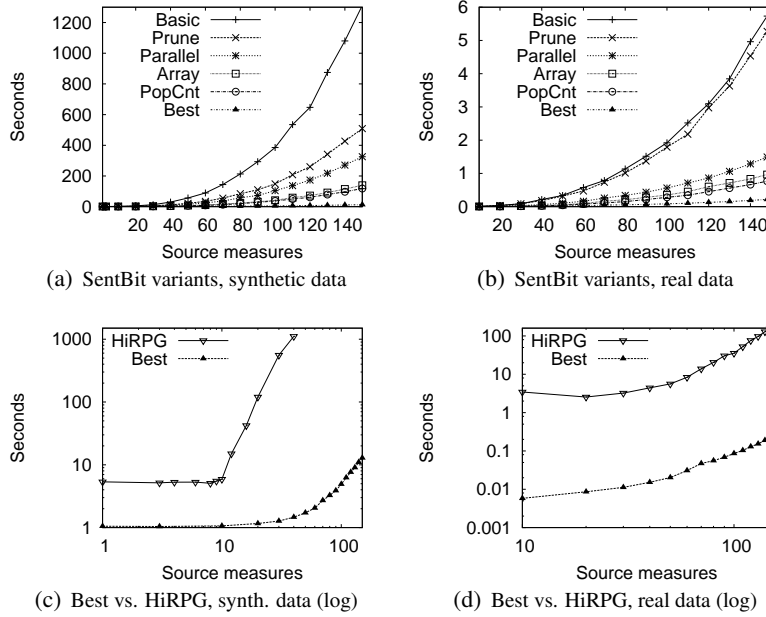 1300
1200
1000
800
600
400
200
0
Seconds
Basic
Prune
Parallel
Array
PopCnt
Best
20 40 60 80 100 120 140
Source measures
(a) SentBit variants, synthetic data
6
5
4
3
2
1
0
Seconds
Basic
Prune
Parallel
Array
PopCnt
Best
20 40 60 80 100 120 140
Source measures
(b) SentBit variants, real data
1000
100
10
1
Seconds
HiRPG
Best
1 10 100
Source measures
(c) Best vs. HiRPG, synth. data (log)
100
10
1
0.1
0.01
0.001
Seconds
HiRPG
Best
10 100
Source measures
(d) Best vs. HiRPG, real data (log)